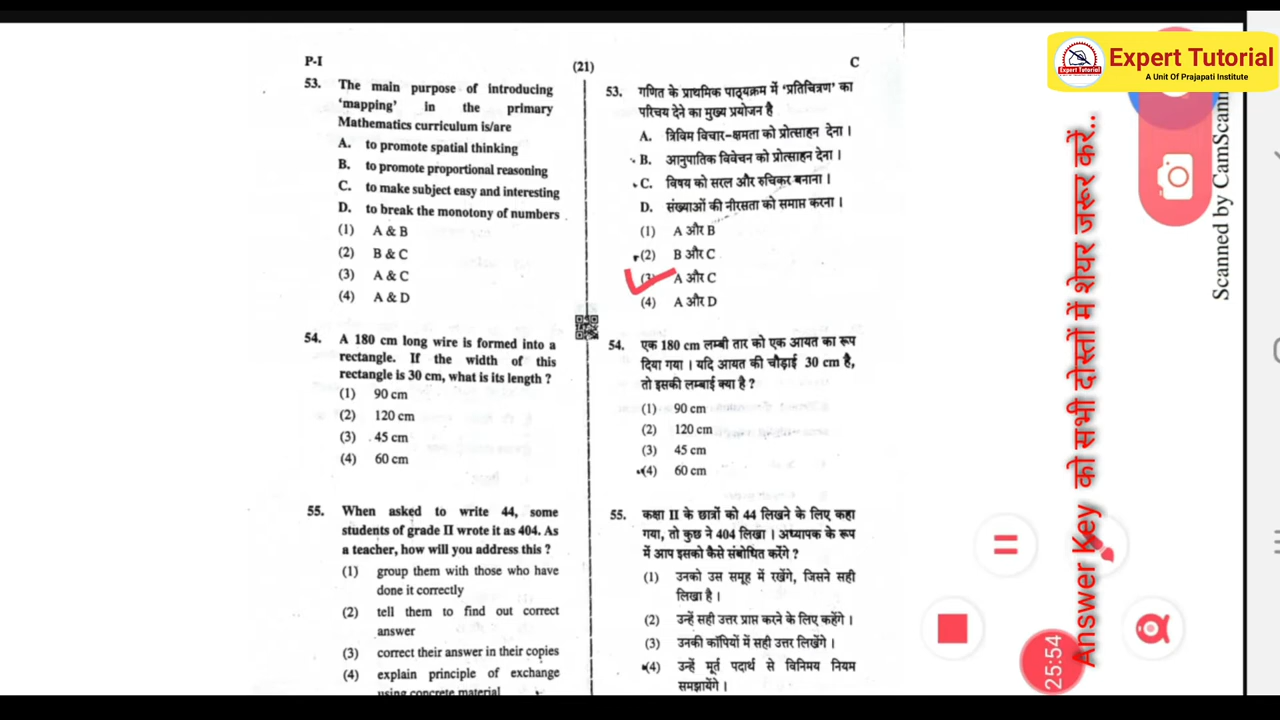 P-I
(21)
C
53. The main purpose of introducing
'mapping' in the primary
Mathematics curriculum is/are
A. to promote spatial thinking
B. to promote proportional reasoning
C. to make subject easy and interesting
D. to break the monotony of numbers
(1) A & B
(2) B & C
(3) A & C
(4) A & D
54. A 180 cm long wire is formed into a
rectangle. If the width of this
rectangle is 30 cm, what is its length ?
(1) 90 cm
(2) 120 cm
(3) 45 cm
(4) 60 cm
55. When asked to write 44, some
students of grade II wrote it as 404. As
a teacher, how will you address this ?
(1) group them with those who have
done it correctly
(2) tell them to find out correct
answer
(3) correct their answer in their copies
(4) explain principle of exchange
using concrete material
53. गणित के प्राथमिक पाठ्यक्रम में 'प्रतिचित्रण' का
परिचय देने का मुख्य प्रयोजन है
A. त्रिविम विचार-क्षमता को प्रोत्साहन देना ।
B. आनुपातिक विवेचन को प्रोत्साहन देना ।
C. विषय को सरल और रुचिकर बनाना ।
D. संख्याओं की नीरसता को समाप्त करना ।
(1) A और B
(2) B और C
(3) A और C
(4) A और D
54. एक 180 cm लम्बी तार को एक आयत का रूप
दिया गया । यदि आयत की चौड़ाई 30 cm है,
तो इसकी लम्बाई क्या है ?
(1) 90 cm
(2) 120 cm
(3) 45 cm
(4) 60 cm
55. कक्षा II के छात्रों को 44 लिखने के लिए कहा
गया, तो कुछ ने 404 लिखा । अध्यापक के रूप
में आप इसको कैसे संबोधित करेंगे ?
(1) उनको उस समूह में रखेंगे, जिसने सही
लिखा है ।
(2) उन्हें सही उत्तर प्राप्त करने के लिए कहेंगे ।
(3) उनकी कॉपियों में सही उत्तर लिखेंगे ।
(4) उन्हें मूर्त पदार्थ से विनिमय नियम
समझायेंगे ।
Expert Tutorial
Expert Tutorial
A Unit Of Prajapati Institute
Answer Key को सभी दोस्तों में शेयर जरूर करें..
Scanned by
25:54